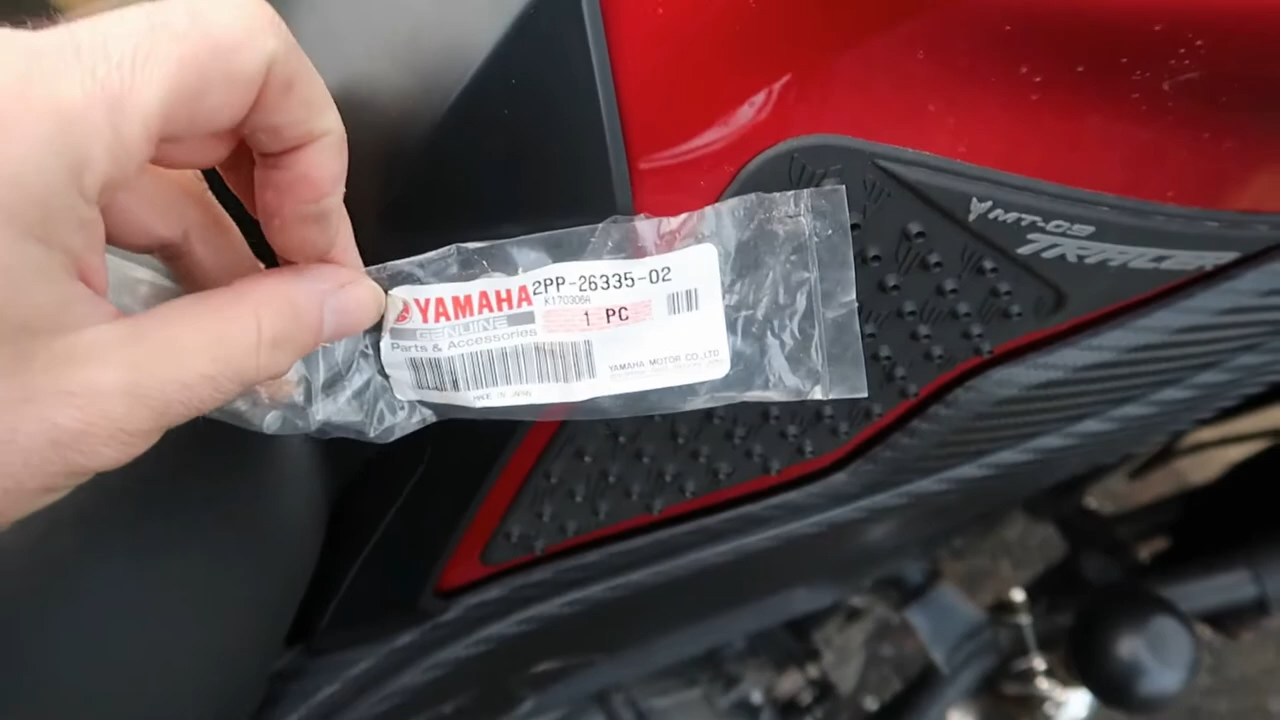 YAMAHA
GENUINE
Parts & Accessories
2PP-26335-02
K170306A
1 PC
YAMAHA MOTOR CO.,LTD
MADE IN JAPAN
MT-09
TRACER